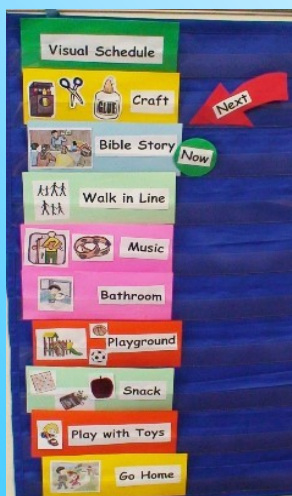 Visual Schedule
GLUE
Craft
Next
Bible Story
Now
Walk in Line
Music
Bathroom
Playground
Snack
Play with Toys
Go Home